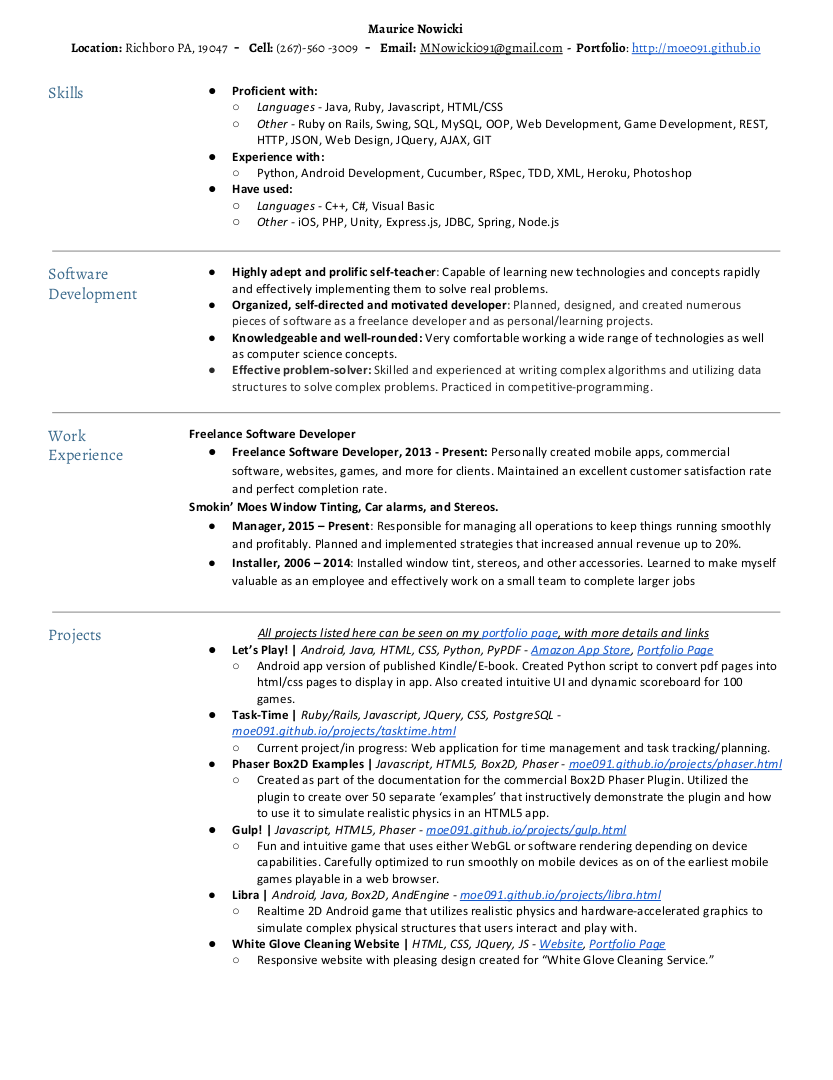 Maurice Nowicki
Location: Richboro PA, 19047 - Cell: (267)-560 -3009 - Email: MNowicki091@gmail.com - Portfolio: http://moe091.github.io
Skills
● Proficient with:
○ Languages - Java, Ruby, Javascript, HTML/CSS
○ Other - Ruby on Rails, Swing, SQL, MySQL, OOP, Web Development, Game Development, REST,
HTTP, JSON, Web Design, JQuery, AJAX, GIT
● Experience with:
○ Python, Android Development, Cucumber, RSpec, TDD, XML, Heroku, Photoshop
● Have used:
○ Languages - C++, C#, Visual Basic
○ Other - iOS, PHP, Unity, Express.js, JDBC, Spring, Node.js
Software
Development
● Highly adept and prolific self-teacher: Capable of learning new technologies and concepts rapidly
and effectively implementing them to solve real problems.
● Organized, self-directed and motivated developer: Planned, designed, and created numerous
pieces of software as a freelance developer and as personal/learning projects.
● Knowledgeable and well-rounded: Very comfortable working a wide range of technologies as well
as computer science concepts.
● Effective problem-solver: Skilled and experienced at writing complex algorithms and utilizing data
structures to solve complex problems. Practiced in competitive-programming.
Work
Experience
Freelance Software Developer
● Freelance Software Developer, 2013 - Present: Personally created mobile apps, commercial
software, websites, games, and more for clients. Maintained an excellent customer satisfaction rate
and perfect completion rate.
Smokin’ Moes Window Tinting, Car alarms, and Stereos.
● Manager, 2015 – Present: Responsible for managing all operations to keep things running smoothly
and profitably. Planned and implemented strategies that increased annual revenue up to 20%.
● Installer, 2006 – 2014: Installed window tint, stereos, and other accessories. Learned to make myself
valuable as an employee and effectively work on a small team to complete larger jobs
Projects
All projects listed here can be seen on my portfolio page, with more details and links
● Let’s Play! | Android, Java, HTML, CSS, Python, PyPDF - Amazon App Store, Portfolio Page
○ Android app version of published Kindle/E-book. Created Python script to convert pdf pages into
html/css pages to display in app. Also created intuitive UI and dynamic scoreboard for 100
games.
● Task-Time | Ruby/Rails, Javascript, JQuery, CSS, PostgreSQL -
moe091.github.io/projects/tasktime.html
○ Current project/in progress: Web application for time management and task tracking/planning.
● Phaser Box2D Examples | Javascript, HTML5, Box2D, Phaser - moe091.github.io/projects/phaser.html
○ Created as part of the documentation for the commercial Box2D Phaser Plugin. Utilized the
plugin to create over 50 separate ‘examples’ that instructively demonstrate the plugin and how
to use it to simulate realistic physics in an HTML5 app.
● Gulp! | Javascript, HTML5, Phaser - moe091.github.io/projects/gulp.html
○ Fun and intuitive game that uses either WebGL or software rendering depending on device
capabilities. Carefully optimized to run smoothly on mobile devices as on of the earliest mobile
games playable in a web browser.
● Libra | Android, Java, Box2D, AndEngine - moe091.github.io/projects/libra.html
○ Realtime 2D Android game that utilizes realistic physics and hardware-accelerated graphics to
simulate complex physical structures that users interact and play with.
● White Glove Cleaning Website | HTML, CSS, JQuery, JS - Website, Portfolio Page
○ Responsive website with pleasing design created for “White Glove Cleaning Service.”